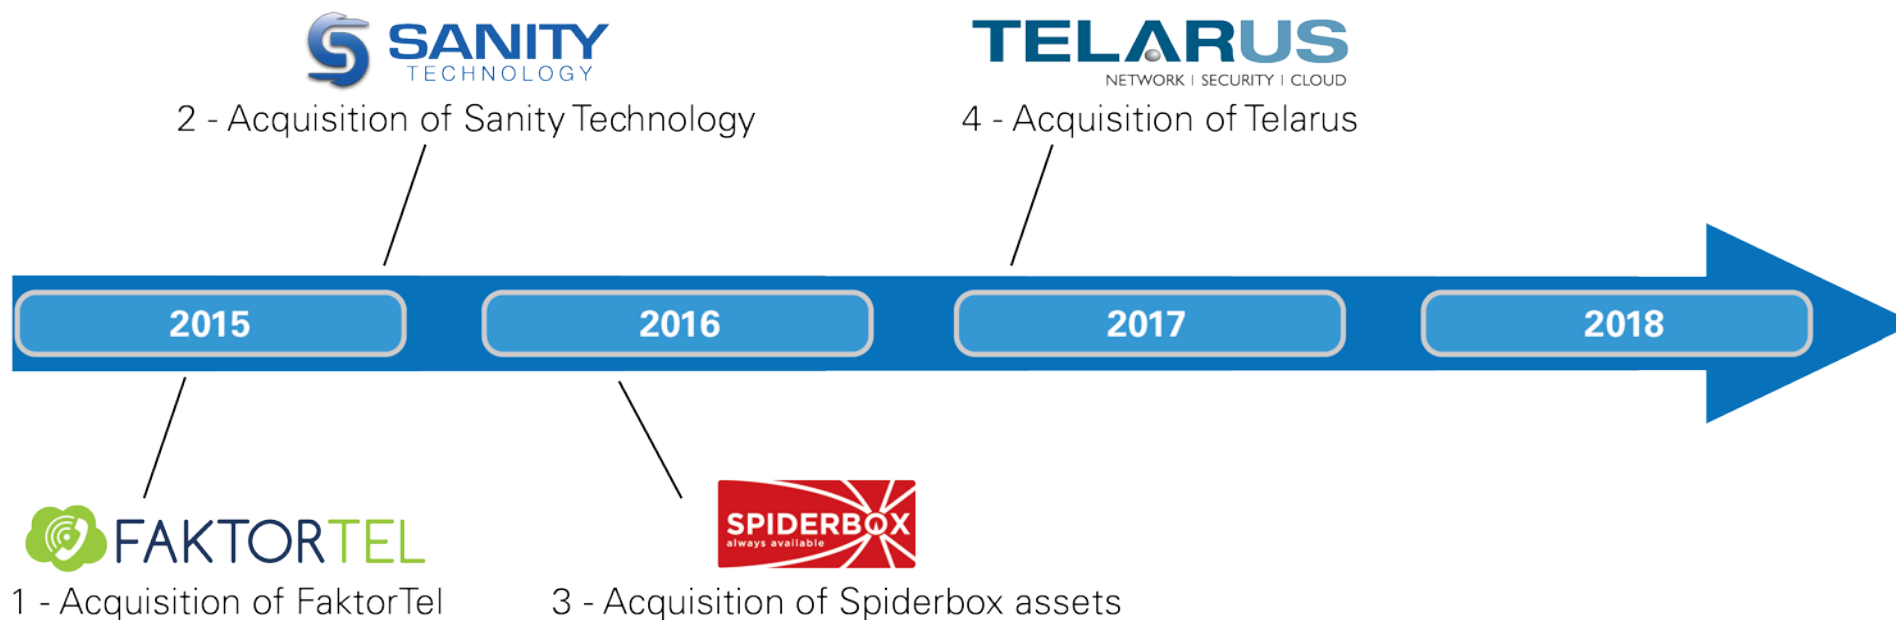 SANITY
TECHNOLOGY
2 - Acquisition of Sanity Technology
TELARUS
NETWORK | SECURITY | CLOUD
4 - Acquisition of Telarus
2015
2016
2017
2018
FAKTORTEL
1 - Acquisition of FaktorTel
SPIDERBOX
always available
3 - Acquisition of Spiderbox assets